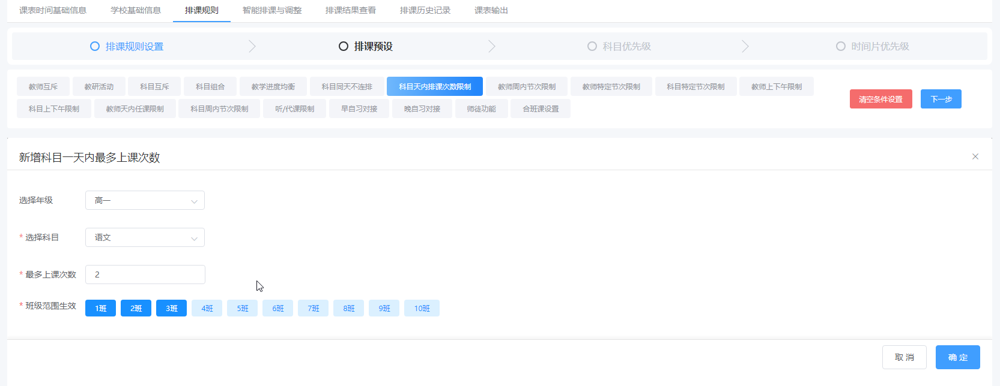 课表时间基础信息 学校基础信息 排课规则 智能排课与调整 排课结果查看 排课历史记录 课表输出
排课规则设置 排课预设 科目优先级 时间片优先级
教师互斥 教研活动 科目互斥 科目组合 教学进度均衡 科目同天不连排 科目天内排课次数限制 教师周内节次限制 教师特定节次限制 科目特定节次限制 教师上下午限制
科目上下午限制 教师天内任课限制 科目周内节次限制 听/代课限制 早自习对接 晚自习对接 师徒功能 合班课设置
清空条件设置 下一步
新增科目一天内最多上课次数
选择年级 高一
* 选择科目 语文
* 最多上课次数 2
* 班级范围生效 1班 2班 3班 4班 5班 6班 7班 8班 9班 10班
取 消 确 定